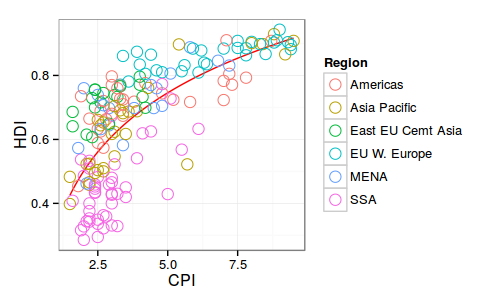 0.8
0.6
0.4
HDI
2.5 5.0 7.5
CPI
Region
Americas
Asia Pacific
East EU Cemt Asia
EU W. Europe
MENA
SSA